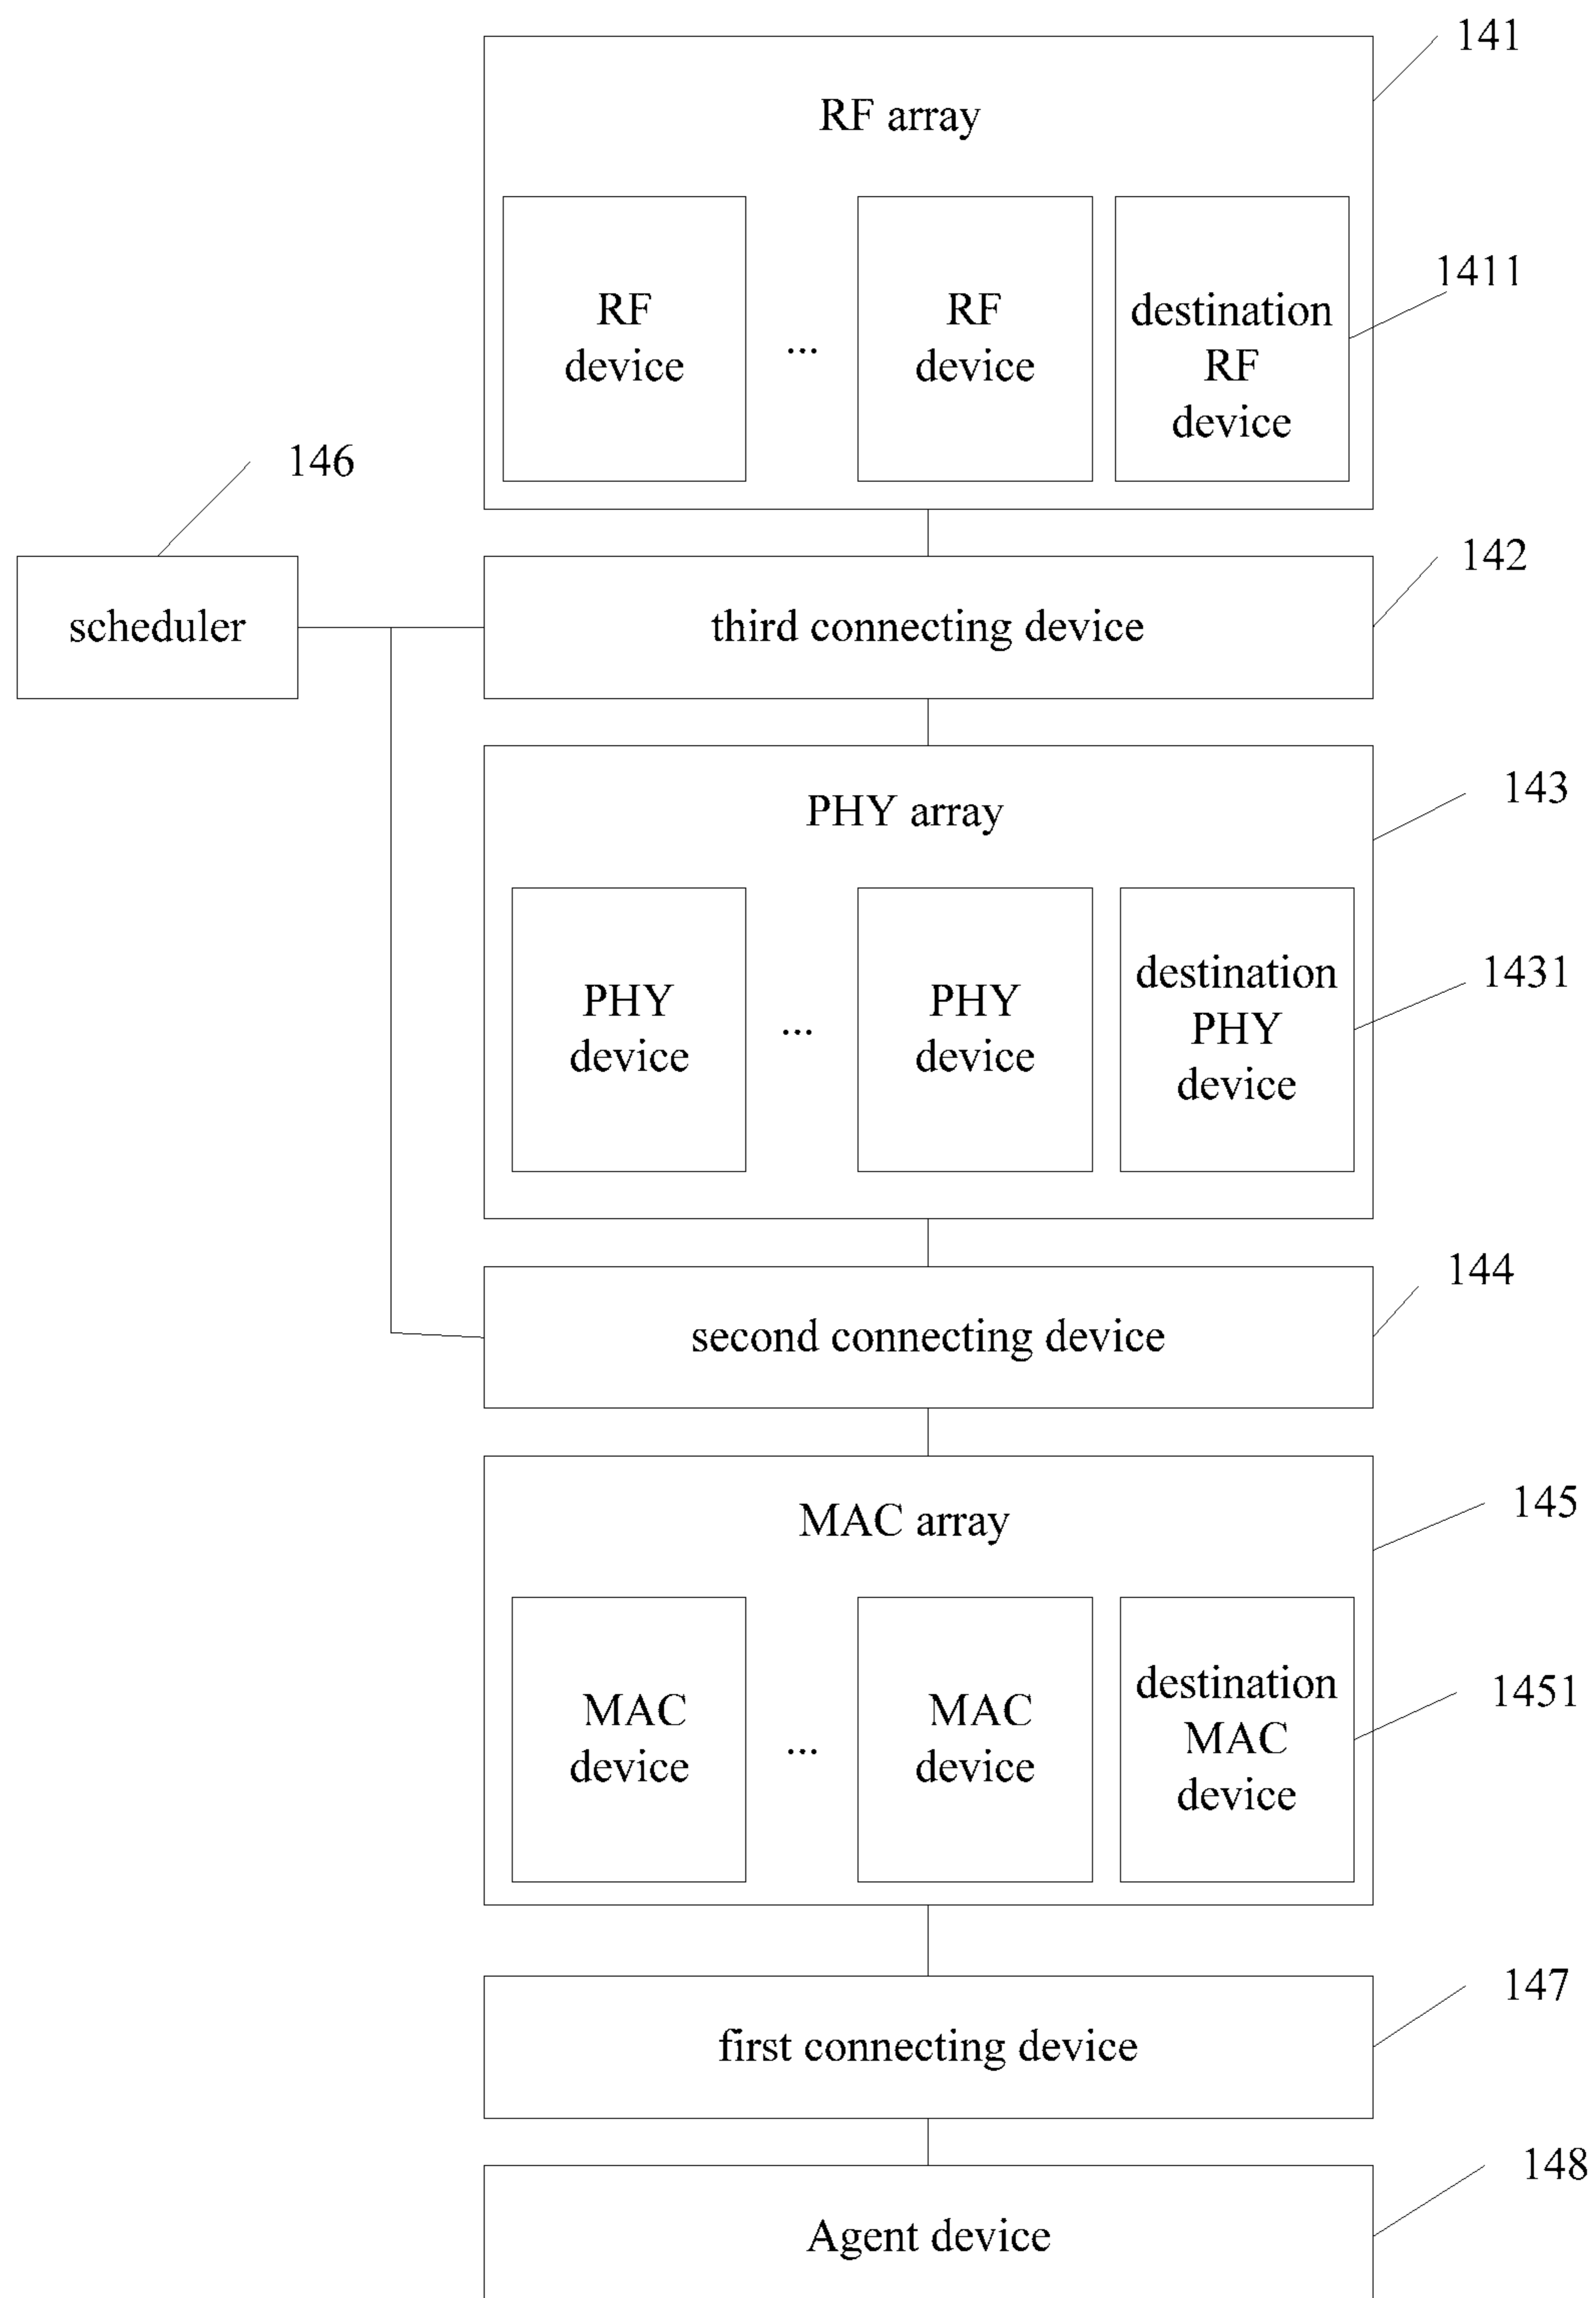 141
RF array
1411
RF
device
...
RF
device
destination
RF
device
146
142
scheduler
third connecting device
143
PHY array
1431
PHY
device
...
PHY
device
destination
PHY
device
144
second connecting device
145
MAC array
1451
MAC
device
...
MAC
device
destination
MAC
device
147
first connecting device
148
Agent device